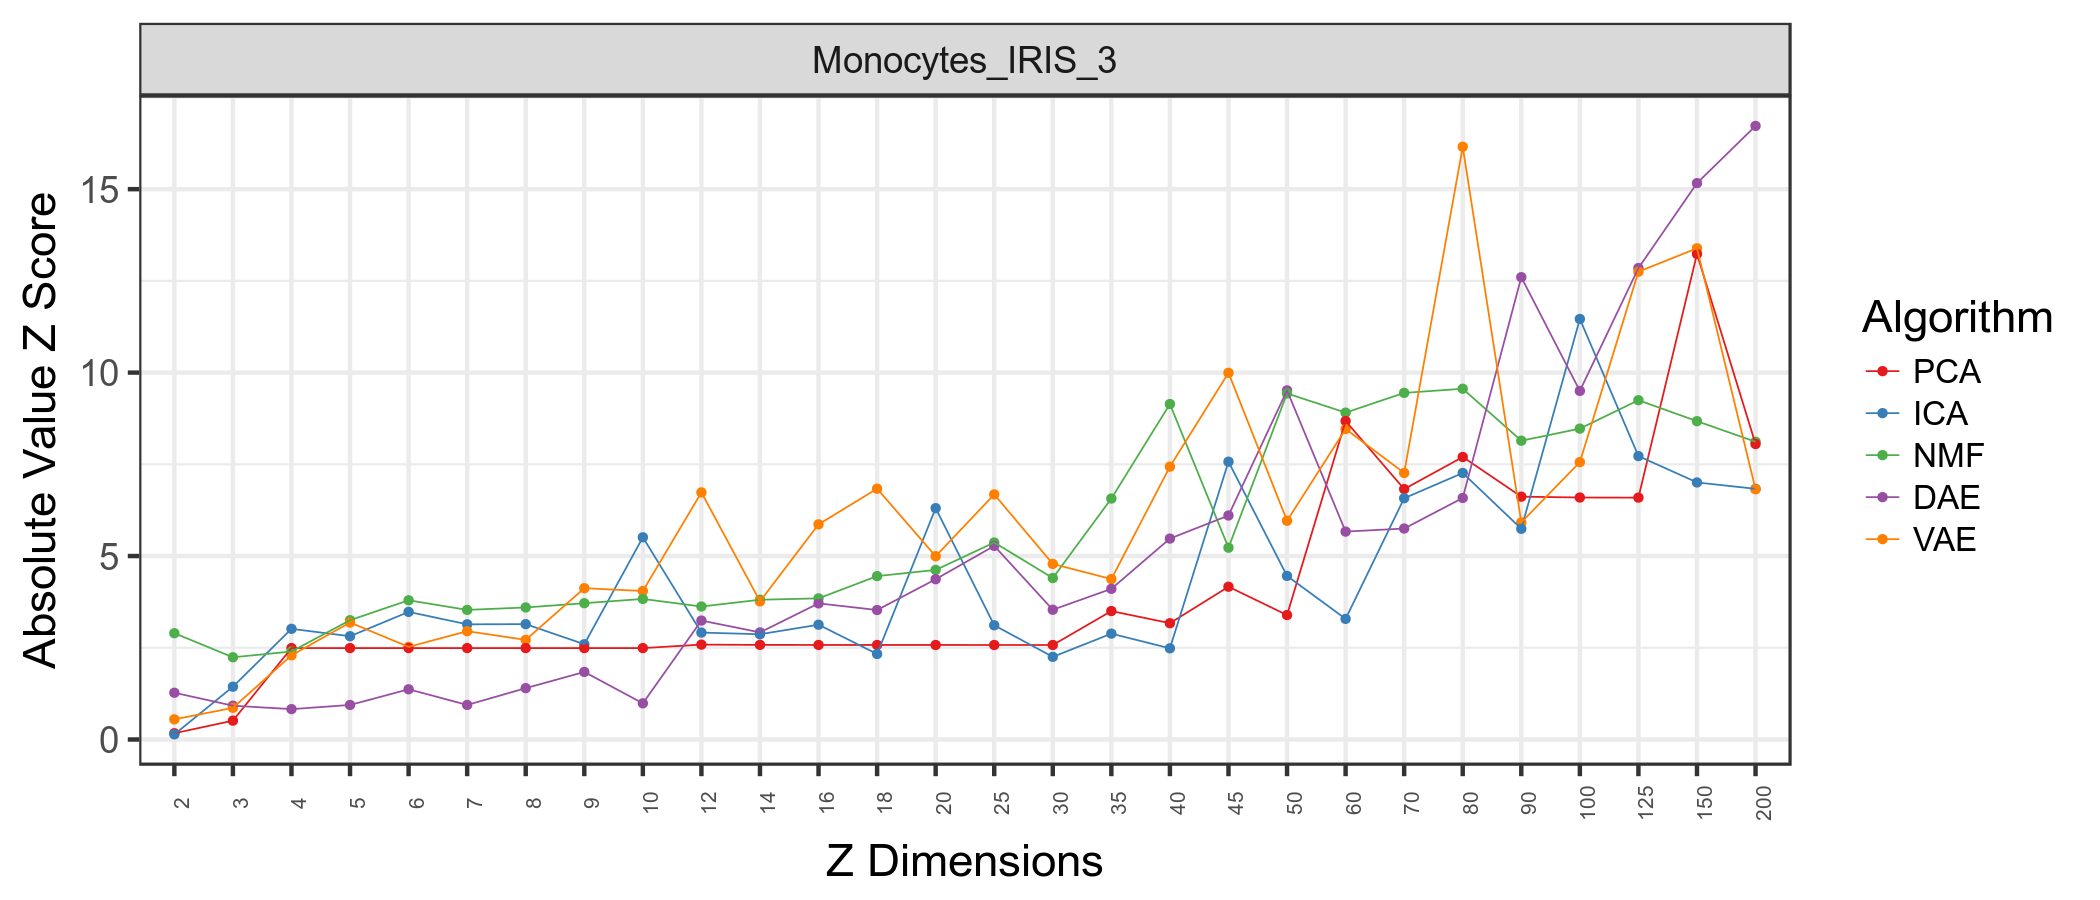 Monocytes_IRIS_3
Absolute Value Z Score
15
10
5
0
2 3 4 5 6 7 8 9 10 12 14 16 18 20 25 30 35 40 45 50 60 70 80 90 100 125 150 200
Z Dimensions
Algorithm
PCA
ICA
NMF
DAE
VAE